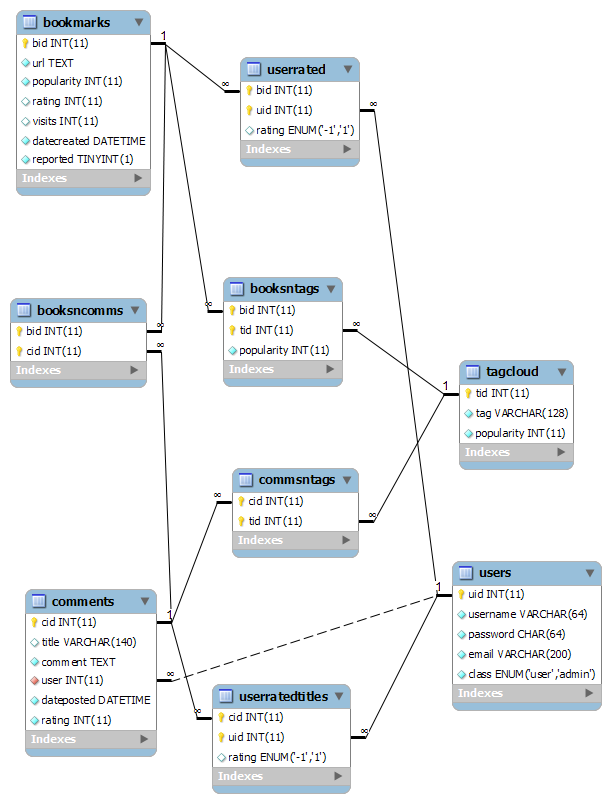 bookmarks
bid INT(11)
url TEXT
popularity INT(11)
rating INT(11)
visits INT(11)
datecreated DATETIME
reported TINYINT(1)
Indexes
1
∞
userrated
bid INT(11)
uid INT(11)
rating ENUM('-1','1')
Indexes
∞
booksncomms
bid INT(11)
cid INT(11)
Indexes
∞
∞
∞
booksntags
bid INT(11)
tid INT(11)
popularity INT(11)
Indexes
∞
1
tagcloud
tid INT(11)
tag VARCHAR(128)
popularity INT(11)
Indexes
∞
commsntags
cid INT(11)
tid INT(11)
Indexes
∞
comments
cid INT(11)
title VARCHAR(140)
comment TEXT
user INT(11)
dateposted DATETIME
rating INT(11)
Indexes
1
∞
∞
userratedtitles
cid INT(11)
uid INT(11)
rating ENUM('-1','1')
Indexes
∞
1
users
uid INT(11)
username VARCHAR(64)
password CHAR(64)
email VARCHAR(200)
class ENUM('user','admin')
Indexes